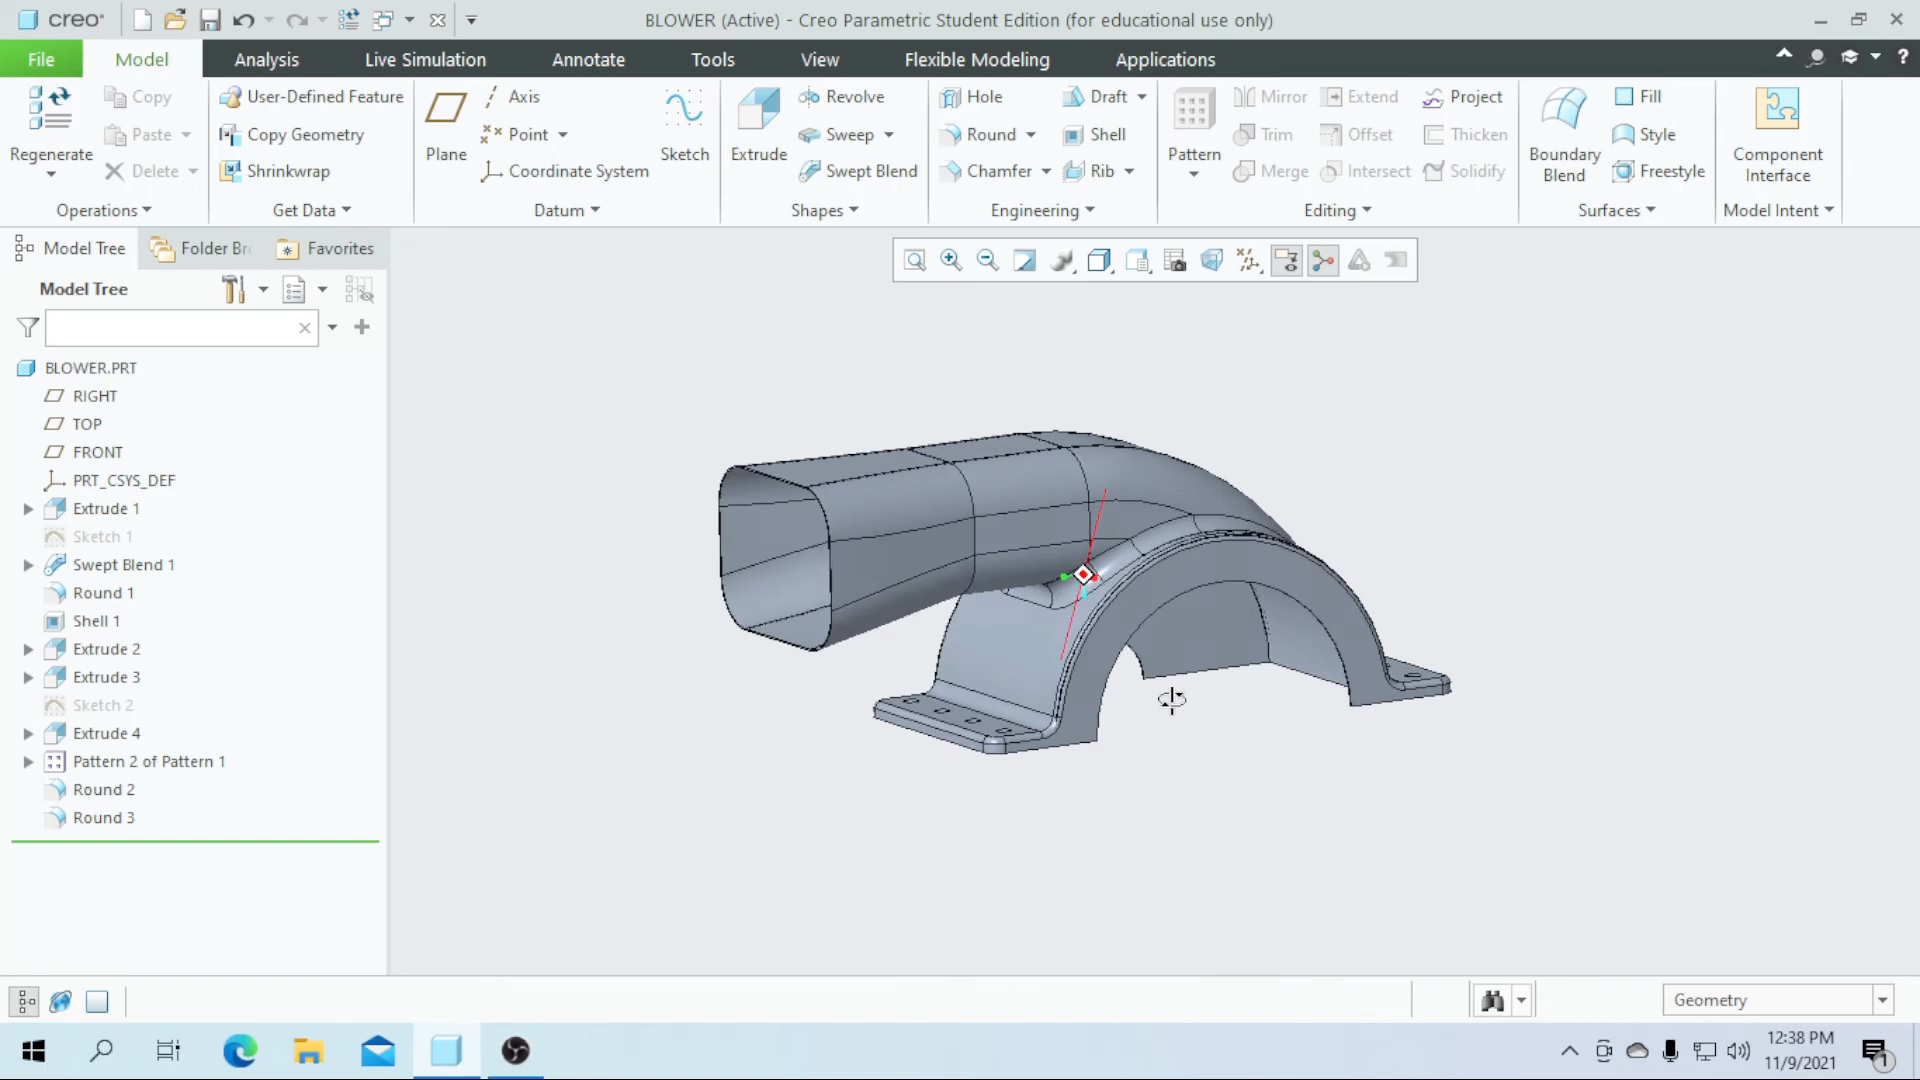 creo
BLOWER (Active) - Creo Parametric Student Edition (for educational use only)
File Model Analysis Live Simulation Annotate Tools View Flexible Modeling Applications
?
Regenerate
Copy
Paste
Delete
Operations
User-Defined Feature
Copy Geometry
Shrinkwrap
Get Data
Plane
Axis
Point
Coordinate System
Sketch
Datum
Extrude
Revolve
Sweep
Swept Blend
Shapes
Hole
Round
Chamfer
Draft
Shell
Rib
Engineering
Pattern
Mirror
Trim
Merge
Extend
Offset
Intersect
Project
Thicken
Solidify
Editing
Boundary
Blend
Fill
Style
Freestyle
Surfaces
Component
Interface
Model Intent
Model Tree Folder Br Favorites
Model Tree
BLOWER.PRT
RIGHT
TOP
FRONT
PRT_CSYS_DEF
Extrude 1
Sketch 1
Swept Blend 1
Round 1
Shell 1
Extrude 2
Extrude 3
Sketch 2
Extrude 4
Pattern 2 of Pattern 1
Round 2
Round 3
Geometry
12:38 PM
11/9/2021
1